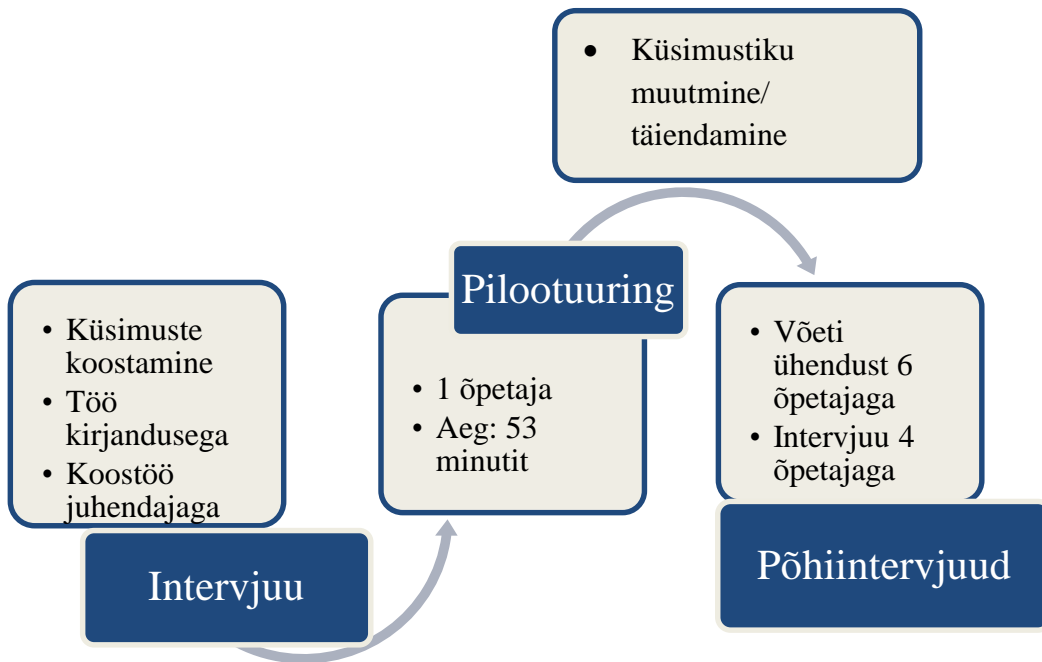 • Küsimuste
koostamine
• Töö
kirjandusega
• Koostöö
juhendajaga
Intervjuu
Pilootuuring
• 1 õpetaja
• Aeg: 53
minutit
• Küsimustiku
muutmine/
täiendamine
• Võeti
ühendust 6
õpetajaga
• Intervjuu 4
õpetajaga
Põhiintervjuud